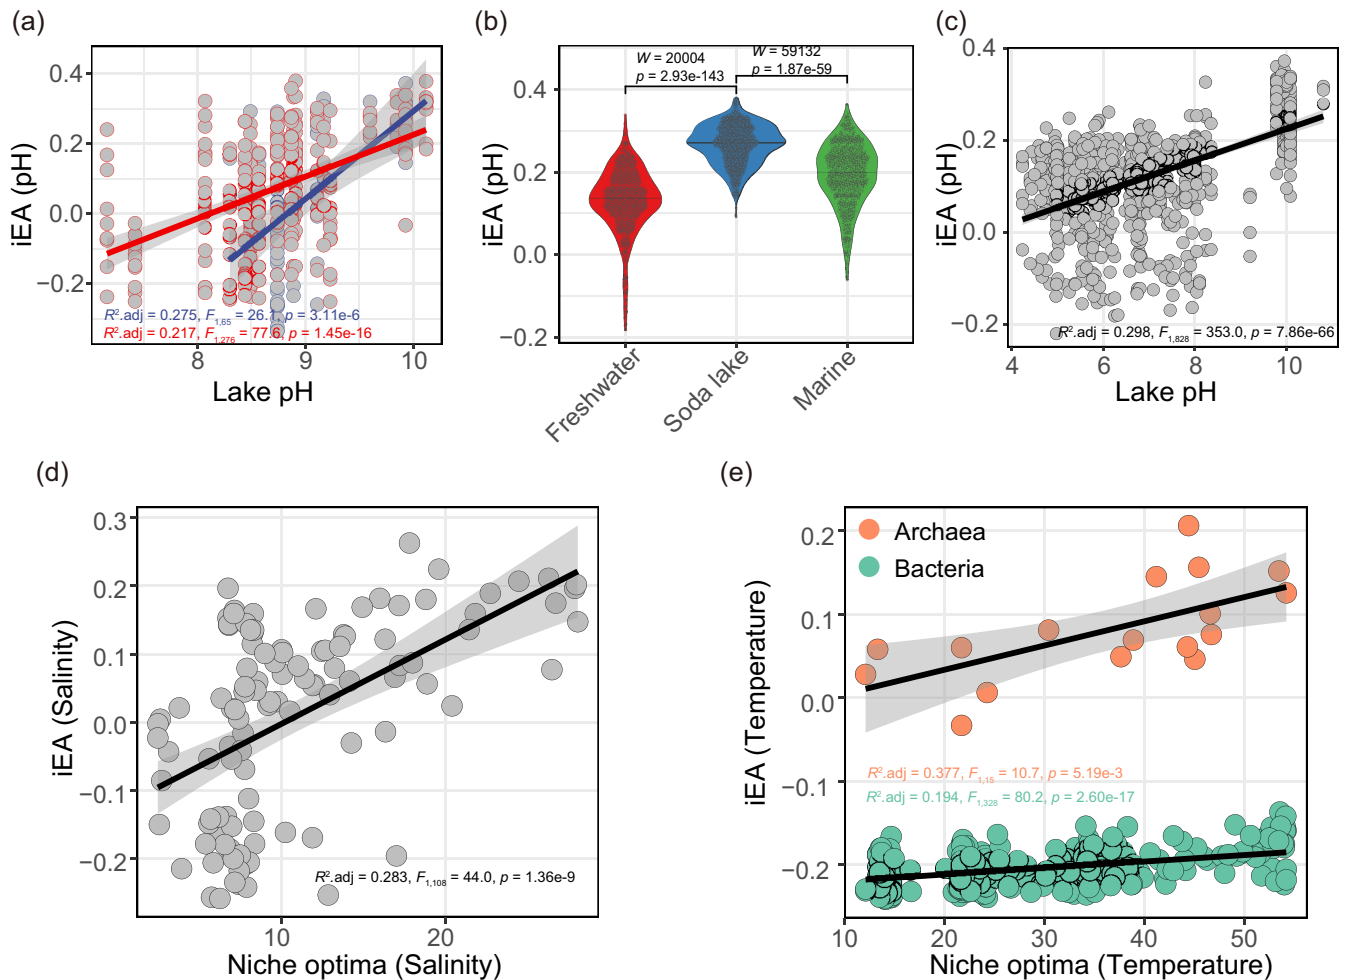 (a)
iEA (pH)
0.4
0.2
0.0
−0.2
R².adj = 0.275, F1,65 = 26.1, p = 3.11e-6
R².adj = 0.217, F1,276 = 77.6, p = 1.45e-16
8
9
10
Lake pH
(b)
iEA (pH)
0.4
0.2
0.0
−0.2
W = 20004
p = 2.93e-143
W = 59132
p = 1.87e-59
Freshwater
Soda lake
Marine
(c)
iEA (pH)
0.4
0.2
0.0
−0.2
R².adj = 0.298, F1,828 = 353.0, p = 7.86e-66
4
6
8
10
Lake pH
(d)
iEA (Salinity)
0.3
0.2
0.1
0.0
−0.1
−0.2
R².adj = 0.283, F1,108 = 44.0, p = 1.36e-9
10
20
Niche optima (Salinity)
(e)
iEA (Temperature)
0.2
0.1
0.0
−0.1
−0.2
Archaea
Bacteria
R².adj = 0.377, F1,15 = 10.7, p = 5.19e-3
R².adj = 0.194, F1,328 = 80.2, p = 2.60e-17
10
20
30
40
50
Niche optima (Temperature)